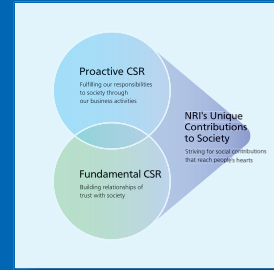 Proactive CSR
Fulfilling our responsibilities
to society through
our business activities
NRI's Unique
Contributions
to Society
Striving for social contributions
that reach people's hearts
Fundamental CSR
Building relationships of
trust with society